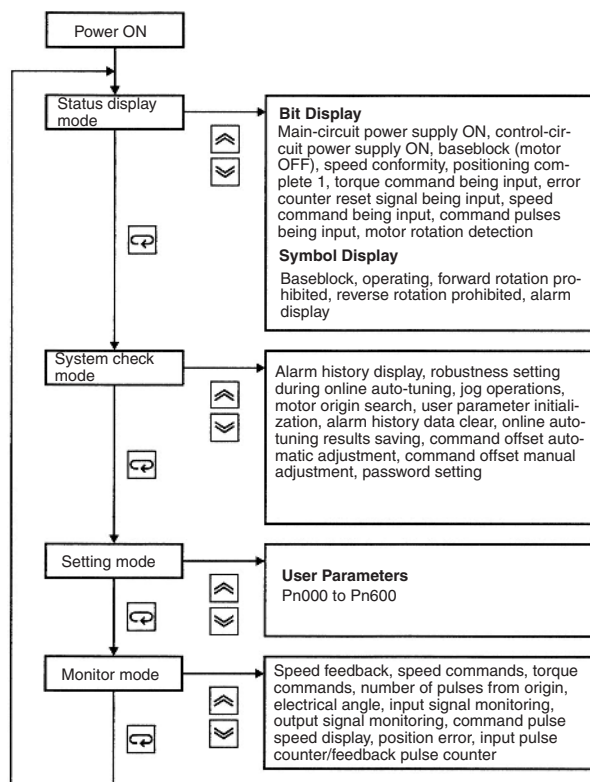 Power ON
Status display
mode
Bit Display
Main-circuit power supply ON, control-cir-
cuit power supply ON, baseblock (motor
OFF), speed conformity, positioning com-
plete 1, torque command being input, error
counter reset signal being input, speed
command being input, command pulses
being input, motor rotation detection
Symbol Display
Baseblock, operating, forward rotation pro-
hibited, reverse rotation prohibited, alarm
display
System check
mode
Alarm history display, robustness setting
during online auto-tuning, jog operations,
motor origin search, user parameter initiali-
zation, alarm history data clear, online auto-
tuning results saving, command offset auto-
matic adjustment, command offset manual
adjustment, password setting
Setting mode
User Parameters
Pn000 to Pn600
Monitor mode
Speed feedback, speed commands, torque
commands, number of pulses from origin,
electrical angle, input signal monitoring,
output signal monitoring, command pulse
speed display, position error, input pulse
counter/feedback pulse counter